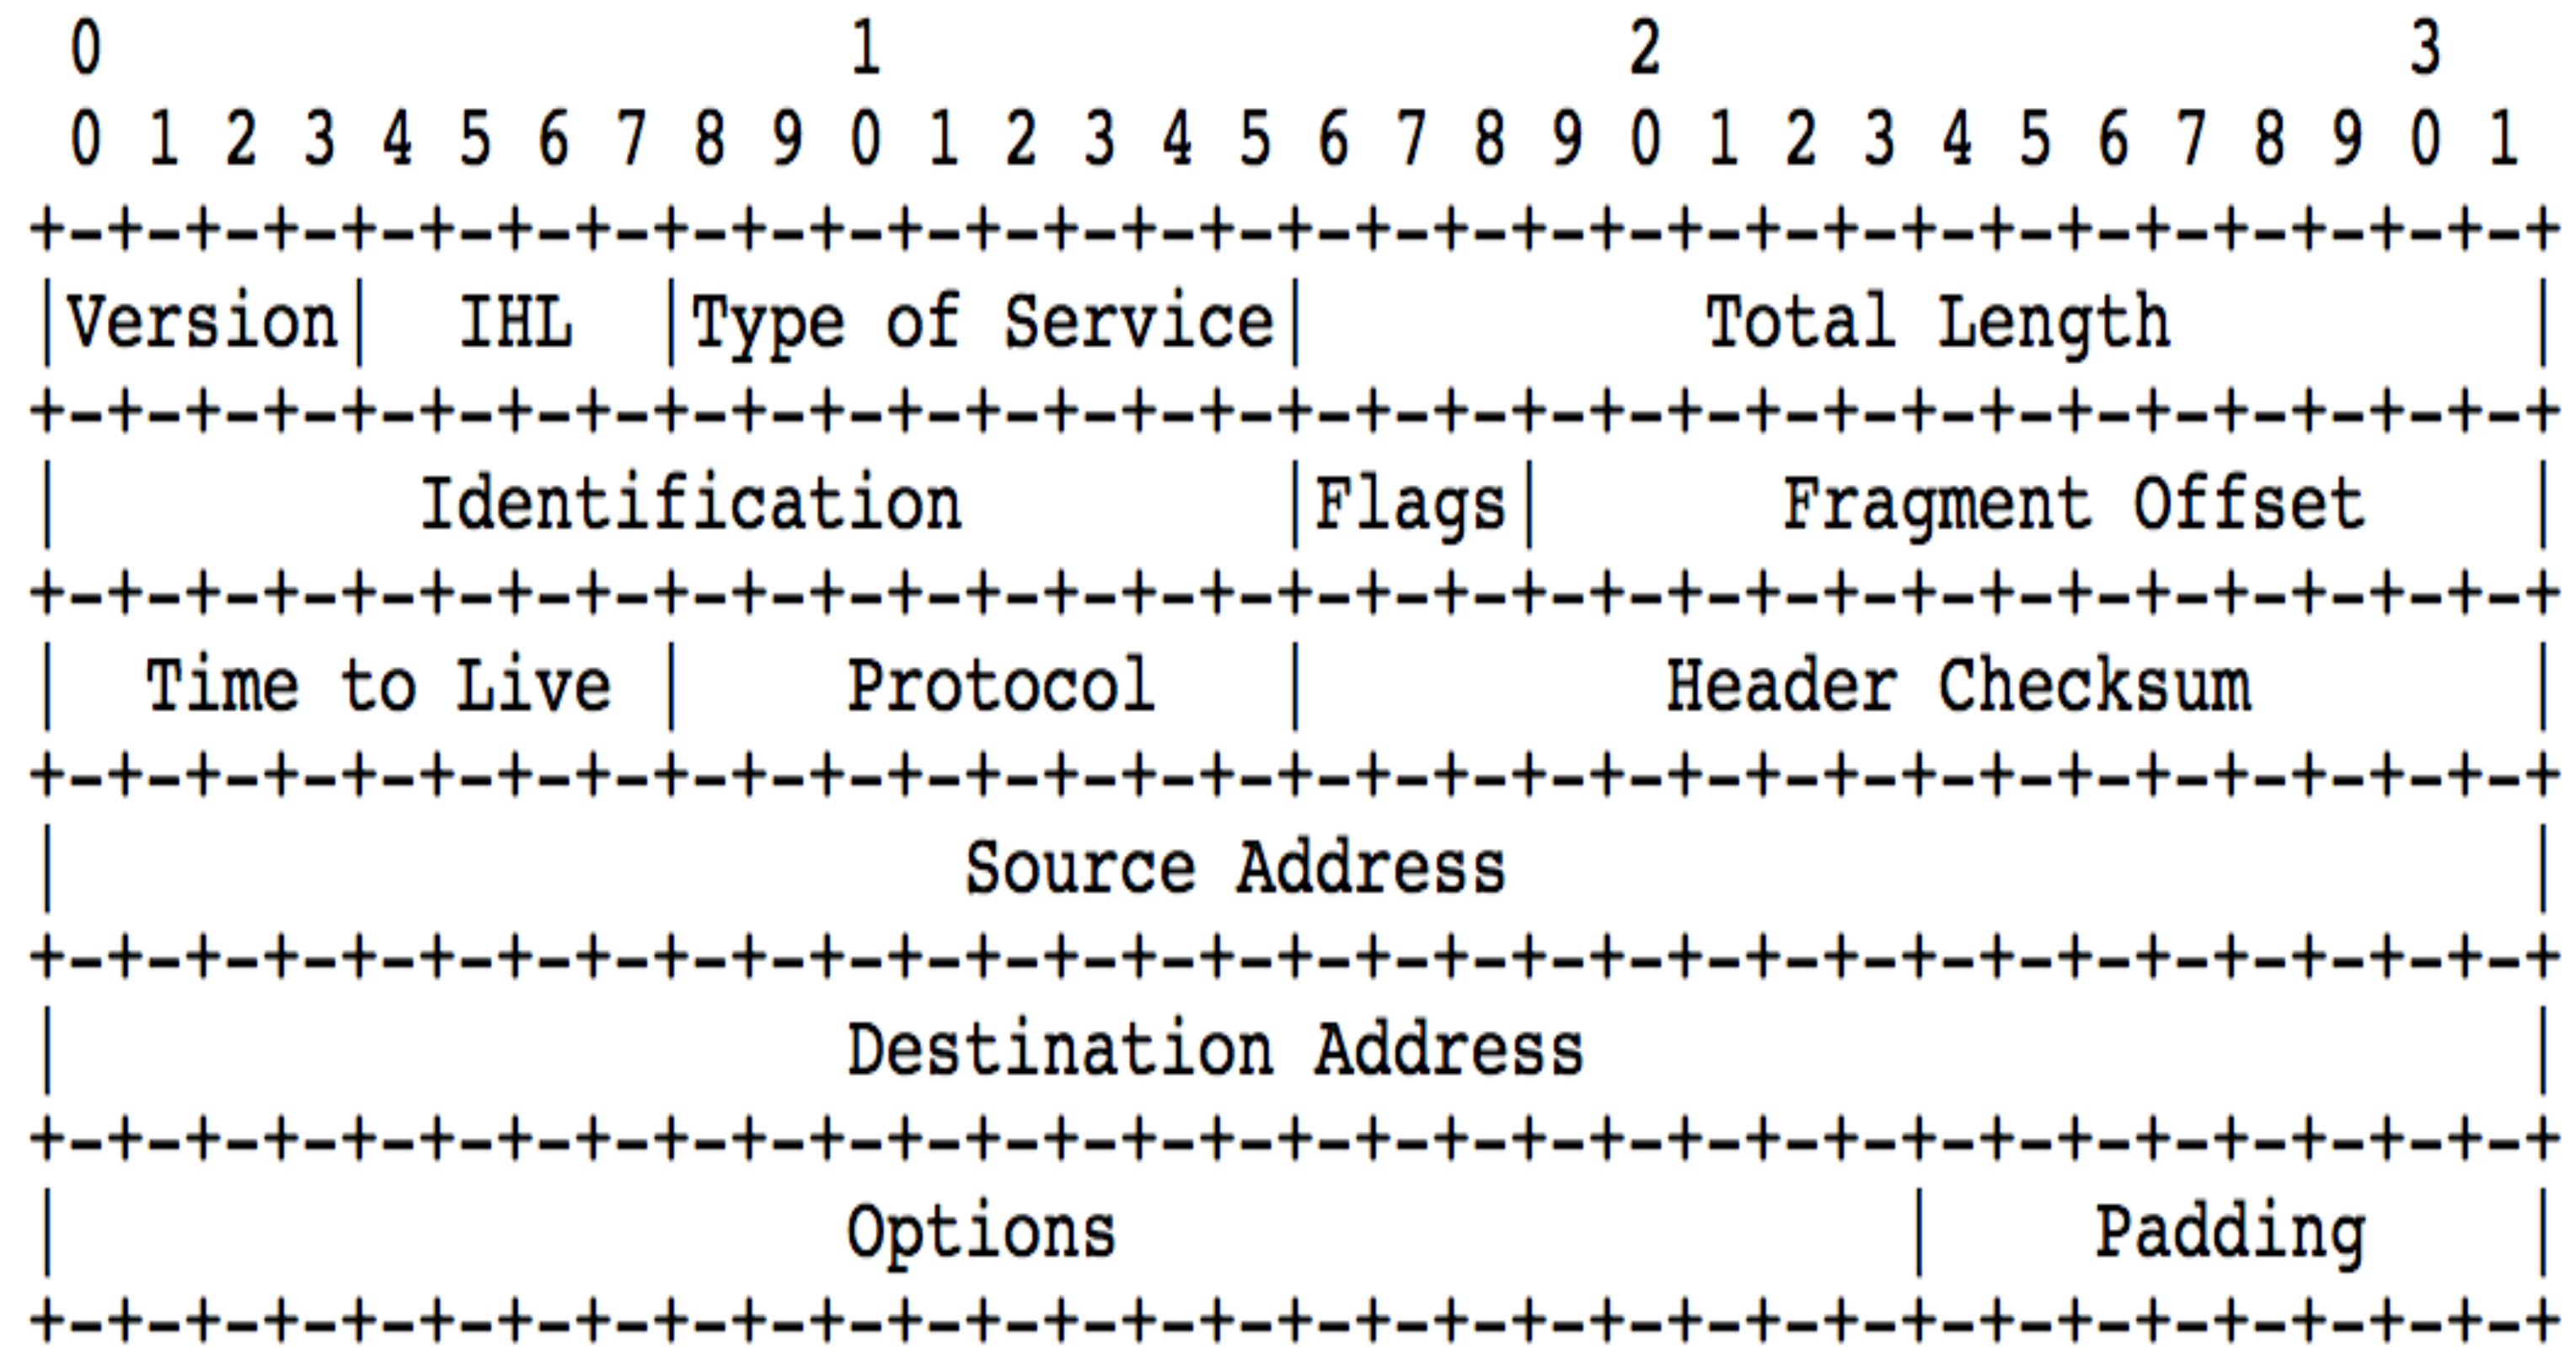 0                   1                   2                   3
 0 1 2 3 4 5 6 7 8 9 0 1 2 3 4 5 6 7 8 9 0 1 2 3 4 5 6 7 8 9 0 1
+-+-+-+-+-+-+-+-+-+-+-+-+-+-+-+-+-+-+-+-+-+-+-+-+-+-+-+-+-+-+-+-+
|Version|  IHL  |Type of Service|          Total Length         |
+-+-+-+-+-+-+-+-+-+-+-+-+-+-+-+-+-+-+-+-+-+-+-+-+-+-+-+-+-+-+-+-+
|         Identification        |Flags|      Fragment Offset    |
+-+-+-+-+-+-+-+-+-+-+-+-+-+-+-+-+-+-+-+-+-+-+-+-+-+-+-+-+-+-+-+-+
|  Time to Live |    Protocol   |         Header Checksum       |
+-+-+-+-+-+-+-+-+-+-+-+-+-+-+-+-+-+-+-+-+-+-+-+-+-+-+-+-+-+-+-+-+
|                       Source Address                          |
+-+-+-+-+-+-+-+-+-+-+-+-+-+-+-+-+-+-+-+-+-+-+-+-+-+-+-+-+-+-+-+-+
|                    Destination Address                        |
+-+-+-+-+-+-+-+-+-+-+-+-+-+-+-+-+-+-+-+-+-+-+-+-+-+-+-+-+-+-+-+-+
|                    Options                    |    Padding    |
+-+-+-+-+-+-+-+-+-+-+-+-+-+-+-+-+-+-+-+-+-+-+-+-+-+-+-+-+-+-+-+-+